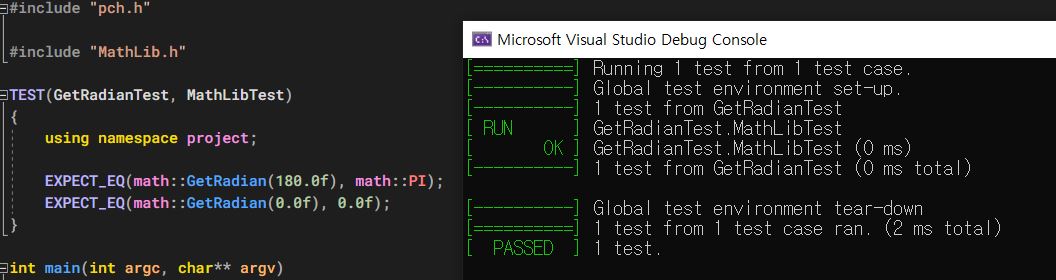 #include "pch.h"
#include "MathLib.h"
TEST(GetRadianTest, MathLibTest)
{
using namespace project;
EXPECT_EQ(math::GetRadian(180.0f), math::PI);
EXPECT_EQ(math::GetRadian(0.0f), 0.0f);
}
int main(int argc, char** argv)
C:\ Microsoft Visual Studio Debug Console
[==========] Running 1 test from 1 test case.
[----------] Global test environment set-up.
[----------] 1 test from GetRadianTest
[ RUN      ] GetRadianTest.MathLibTest
[       OK ] GetRadianTest.MathLibTest (0 ms)
[----------] 1 test from GetRadianTest (0 ms total)
[----------] Global test environment tear-down
[==========] 1 test from 1 test case ran. (2 ms total)
[  PASSED  ] 1 test.